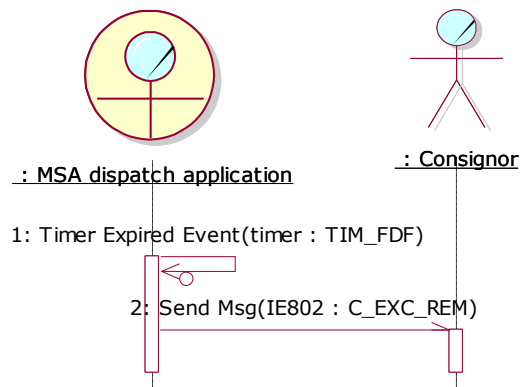 : MSA dispatch application
: Consignor
1: Timer Expired Event(timer : TIM_FDF)
2: Send Msg(IE802 : C_EXC_REM)